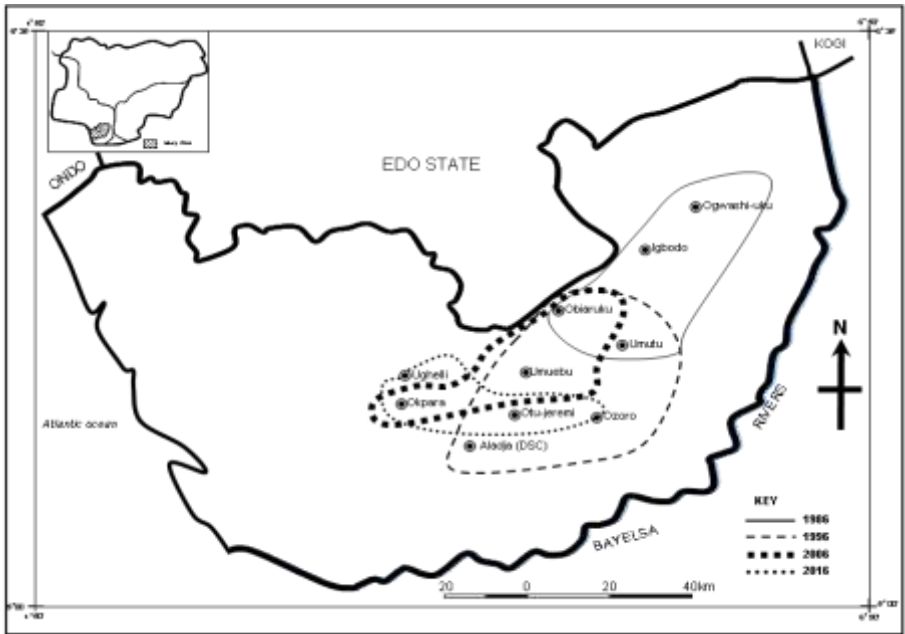 KOGI
EDO STATE
ONDO
Ogwashi-uku
Igbodo
Obiaruku
Umutu
Ughelli
Umuebu
Okpara
Otu-jeremi
Ozoro
Aladja (DSC)
Atlantic ocean
N
RIVERS
BAYELSA
KEY
1986
1996
2006
2016
20 0 20 40km